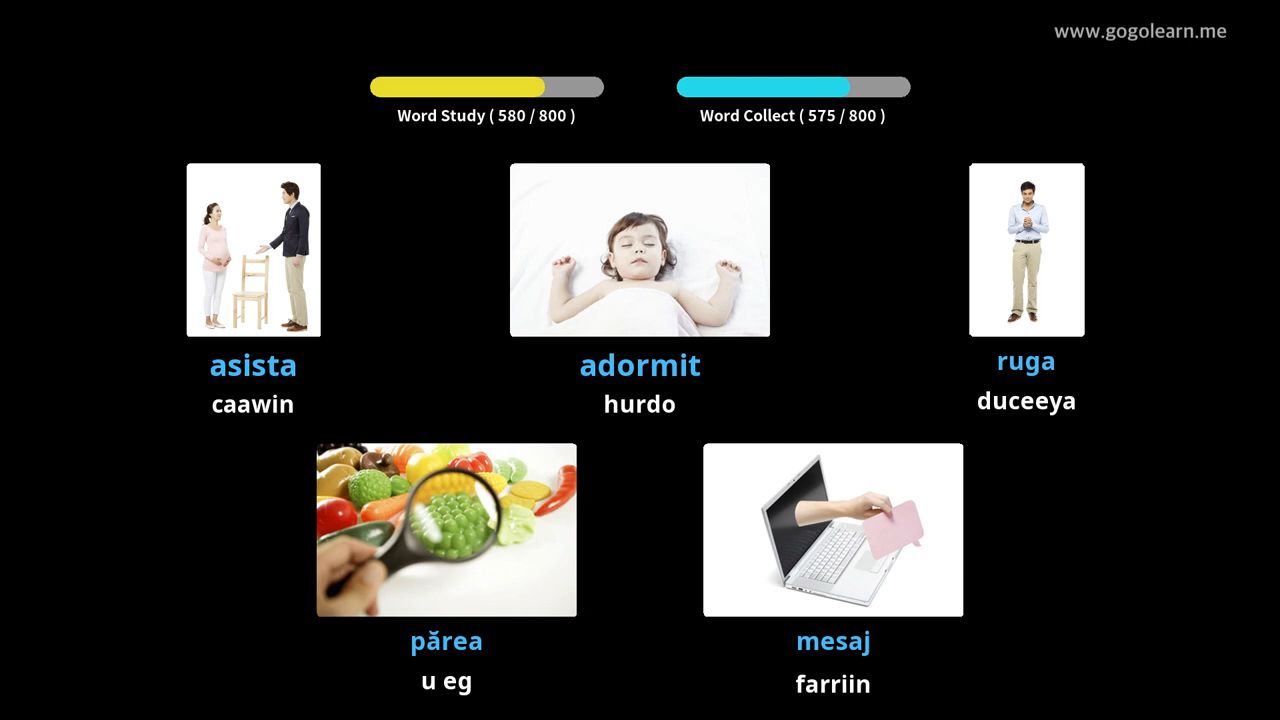 www.gogolearn.me
Word Study ( 580 / 800 )
Word Collect ( 575 / 800 )
asista
caawin
adormit
hurdo
ruga
duceeya
părea
u eg
mesaj
farriin